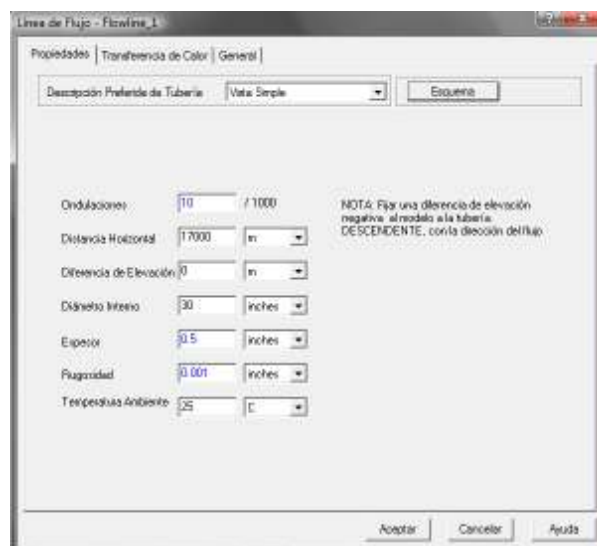 Línea de Flujo - Flowline_1
Propiedades | Transferencia de Calor | General |
Descripción Preferida de Tubería Vista Simple Esquema
Ondulaciones 10 / 1000
NOTA: Fijar una diferencia de elevación
negativa al modelo a la tubería
DESCENDENTE, con la dirección del flujo
Distancia Horizontal 17000 m
Diferencia de Elevación 0 m
Diámetro Interno 30 inches
Espesor 0.5 inches
Rugosidad 0.001 inches
Temperatura Ambiente 25 C
Aceptar Cancelar Ayuda